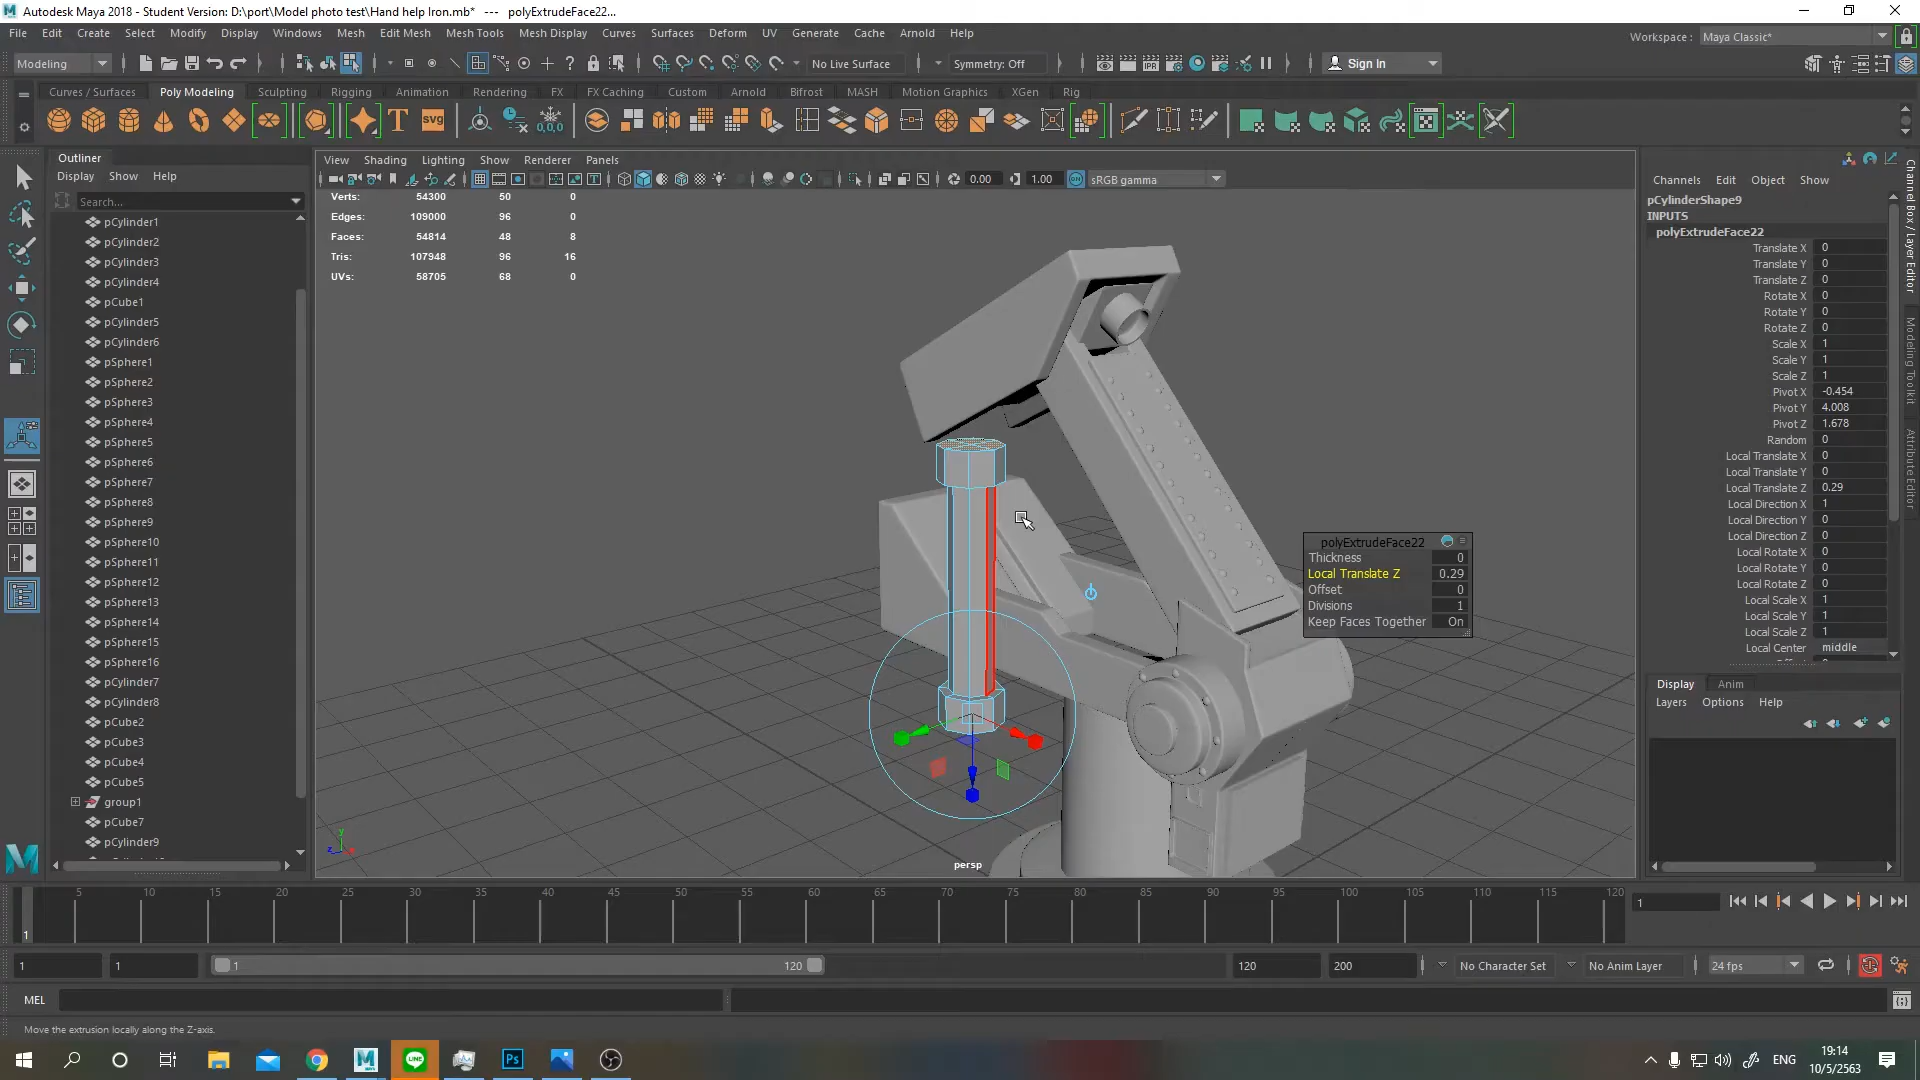 Autodesk Maya 2018 - Student Version: D:\port\Model photo test\Hand help Iron.mb* --- polyExtrudeFace22...
File Edit Create Select Modify Display Windows Mesh Edit Mesh Mesh Tools Mesh Display Curves Surfaces Deform UV Generate Cache Arnold Help
Workspace : Maya Classic*
Modeling No Live Surface Symmetry: Off Sign In
Curves / Surfaces Poly Modeling Sculpting Rigging Animation Rendering FX FX Caching Custom Arnold Bifrost MASH Motion Graphics XGen Rig
Outliner
Display Show Help
Search...
pCylinder1
pCylinder2
pCylinder3
pCylinder4
pCube1
pCylinder5
pCylinder6
pSphere1
pSphere2
pSphere3
pSphere4
pSphere5
pSphere6
pSphere7
pSphere8
pSphere9
pSphere10
pSphere11
pSphere12
pSphere13
pSphere14
pSphere15
pSphere16
pCylinder7
pCylinder8
pCube2
pCube3
pCube4
pCube5
group1
pCube7
pCylinder9
View Shading Lighting Show Renderer Panels
0.00 1.00 sRGB gamma
Verts: 54300 50 0
Edges: 109000 96 0
Faces: 54814 48 8
Tris: 107948 96 16
UVs: 58705 68 0
polyExtrudeFace22
Thickness 0
Local Translate Z 0.29
Offset 0
Divisions 1
Keep Faces Together On
persp
Channels Edit Object Show
pCylinderShape9
INPUTS
polyExtrudeFace22
Translate X 0
Translate Y 0
Translate Z 0
Rotate X 0
Rotate Y 0
Rotate Z 0
Scale X 1
Scale Y 1
Scale Z 1
Pivot X -0.454
Pivot Y 4.008
Pivot Z 1.678
Random 0
Local Translate X 0
Local Translate Y 0
Local Translate Z 0.29
Local Direction X 1
Local Direction Y 0
Local Direction Z 0
Local Rotate X 0
Local Rotate Y 0
Local Rotate Z 0
Local Scale X 1
Local Scale Y 1
Local Scale Z 1
Local Center middle
Display Anim
Layers Options Help
Channel Box / Layer Editor
Modeling Toolkit
Attribute Editor
5 10 15 20 25 30 35 40 45 50 55 60 65 70 75 80 85 90 95 100 105 110 115 120
1
1
1 1 1 120 120 200 No Character Set No Anim Layer 24 fps
MEL
Move the extrusion locally along the Z-axis.
ENG
19:14
10/5/2563